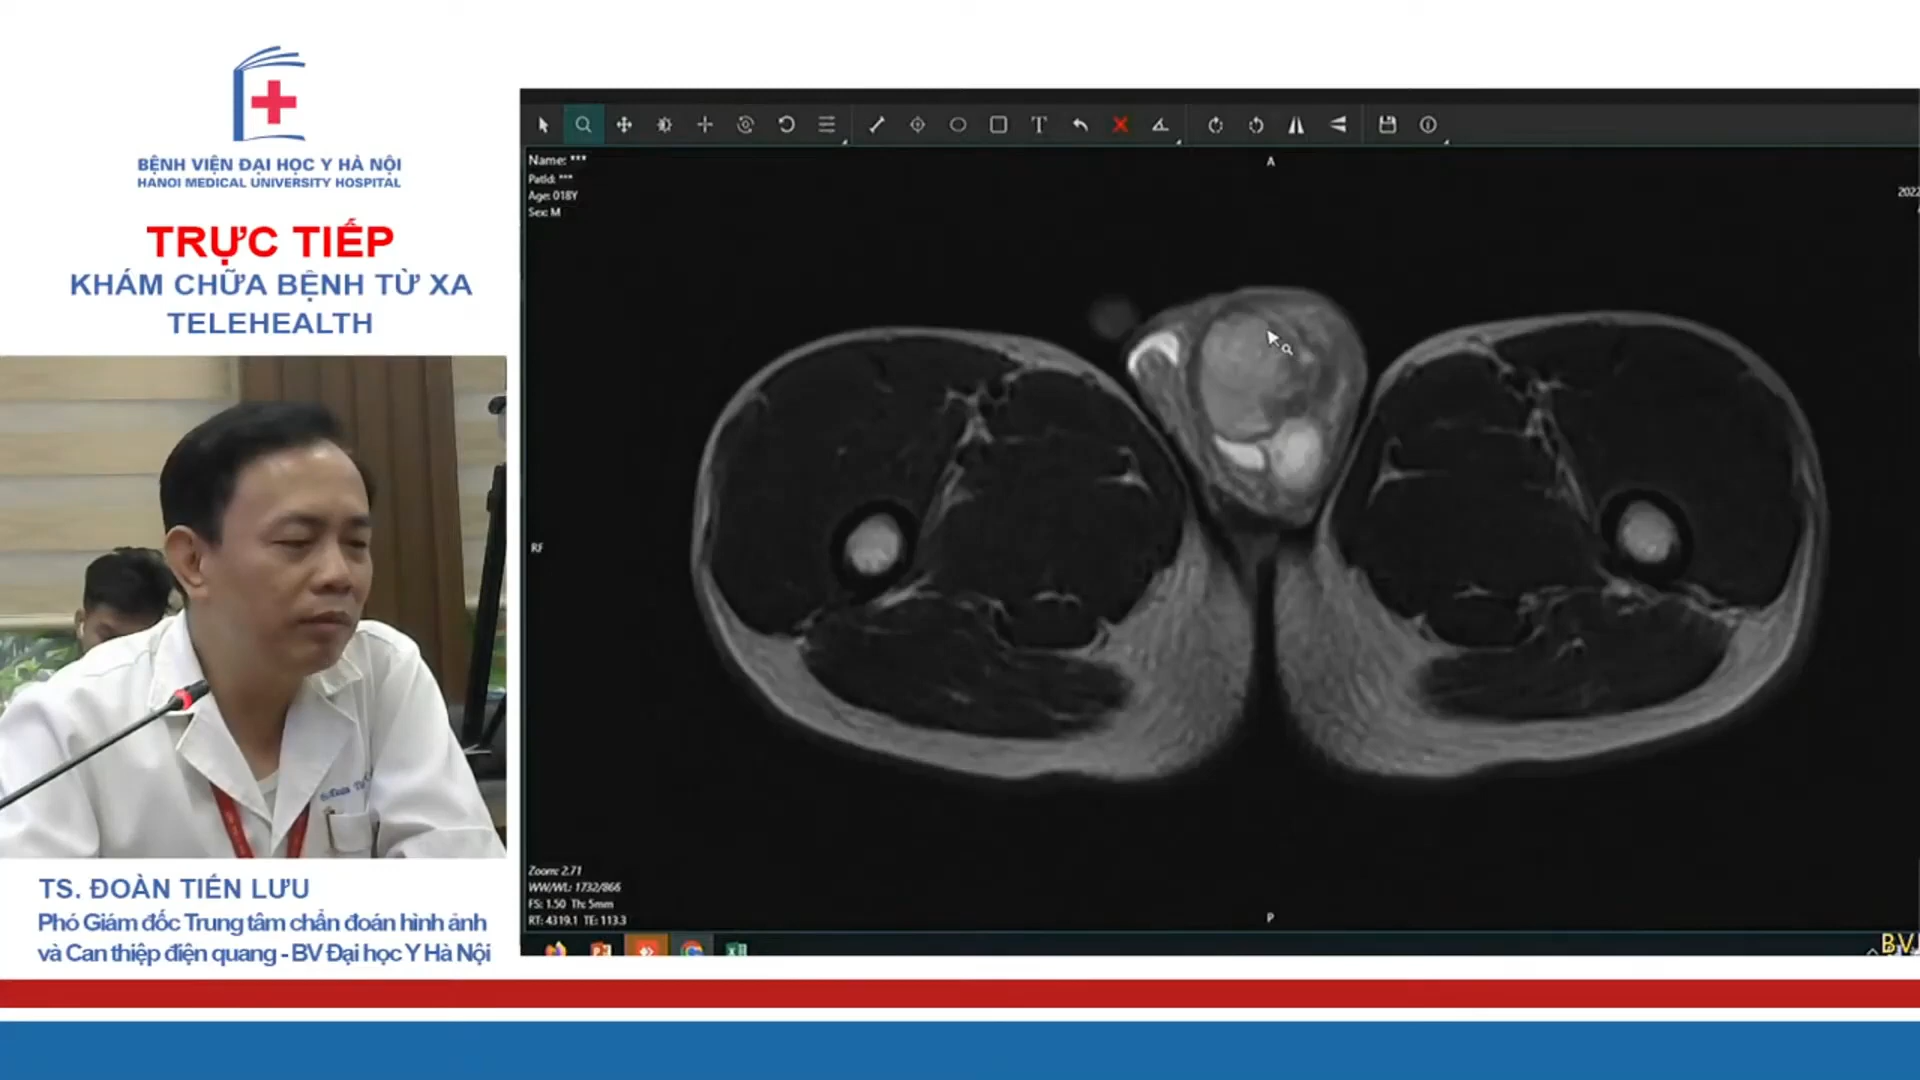 BỆNH VIỆN ĐẠI HỌC Y HÀ NỘI
HANOI MEDICAL UNIVERSITY HOSPITAL
TRỰC TIẾP
KHÁM CHỮA BỆNH TỪ XA
TELEHEALTH
TS. ĐOÀN TIẾN LƯU
Phó Giám đốc Trung tâm chẩn đoán hình ảnh
và Can thiệp điện quang - BV Đại học Y Hà Nội
Name: ***
PatId: ***
Age: 018Y
Sex: M
A
2022
RF
Zoom: 2.71
WW/WL: 1732/866
FS: 1.50 Th: 5mm
RT: 4319.1 TE: 113.3
P
BV